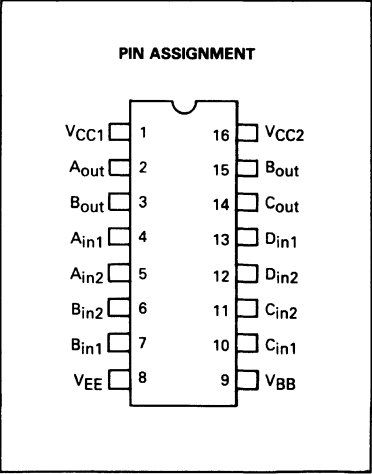 PIN ASSIGNMENT
VCC1 1 16 VCC2
Aout 2 15 Bout
Bout 3 14 Cout
Ain1 4 13 Din1
Ain2 5 12 Din2
Bin2 6 11 Cin2
Bin1 7 10 Cin1
VEE 8 9 VBB